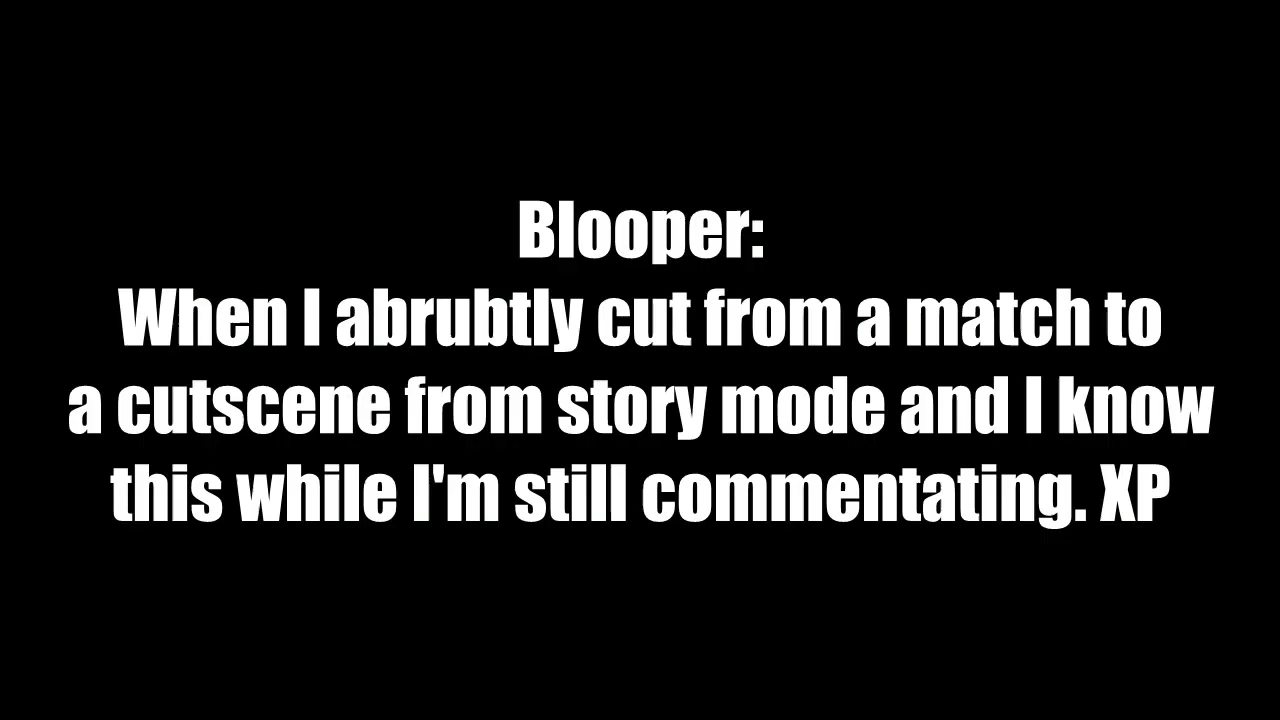 Blooper:
When I abrubtly cut from a match to
a cutscene from story mode and I know
this while I'm still commentating. XP